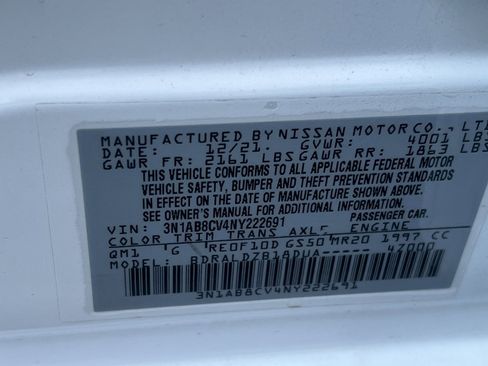 MANUFACTURED BY NISSAN MOTOR CO., LTD
DATE: 12/21. GVWR: 4001 LBS
GAWR FR: 2161 LBS GAWR RR: 1863 LBS
THIS VEHICLE CONFORMS TO ALL APPLICABLE FEDERAL MOTOR
VEHICLE SAFETY, BUMPER AND THEFT PREVENTION STANDARDS
IN EFFECT ON THE DATE OF MANUFACTURE SHOWN ABOVE.
*SEE OWNER'S MANUAL FOR MORE INFORMATION.
VIN: 3N1AB8CV4NY222691 PASSENGER CAR.
COLOR TRIM TRANS AXLE ENGINE
QM1 G RE0F10D GS50 MR20 1997 CC
MODEL: BDRALDZB18DUA----- 47000
3N1AB8CV4NY222691